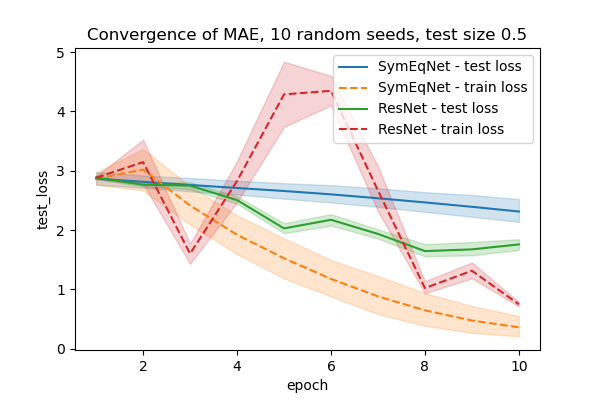 Convergence of MAE, 10 random seeds, test size 0.5
5
4
3
2
1
0
test_loss
SymEqNet - test loss
SymEqNet - train loss
ResNet - test loss
ResNet - train loss
2 4 6 8 10
epoch